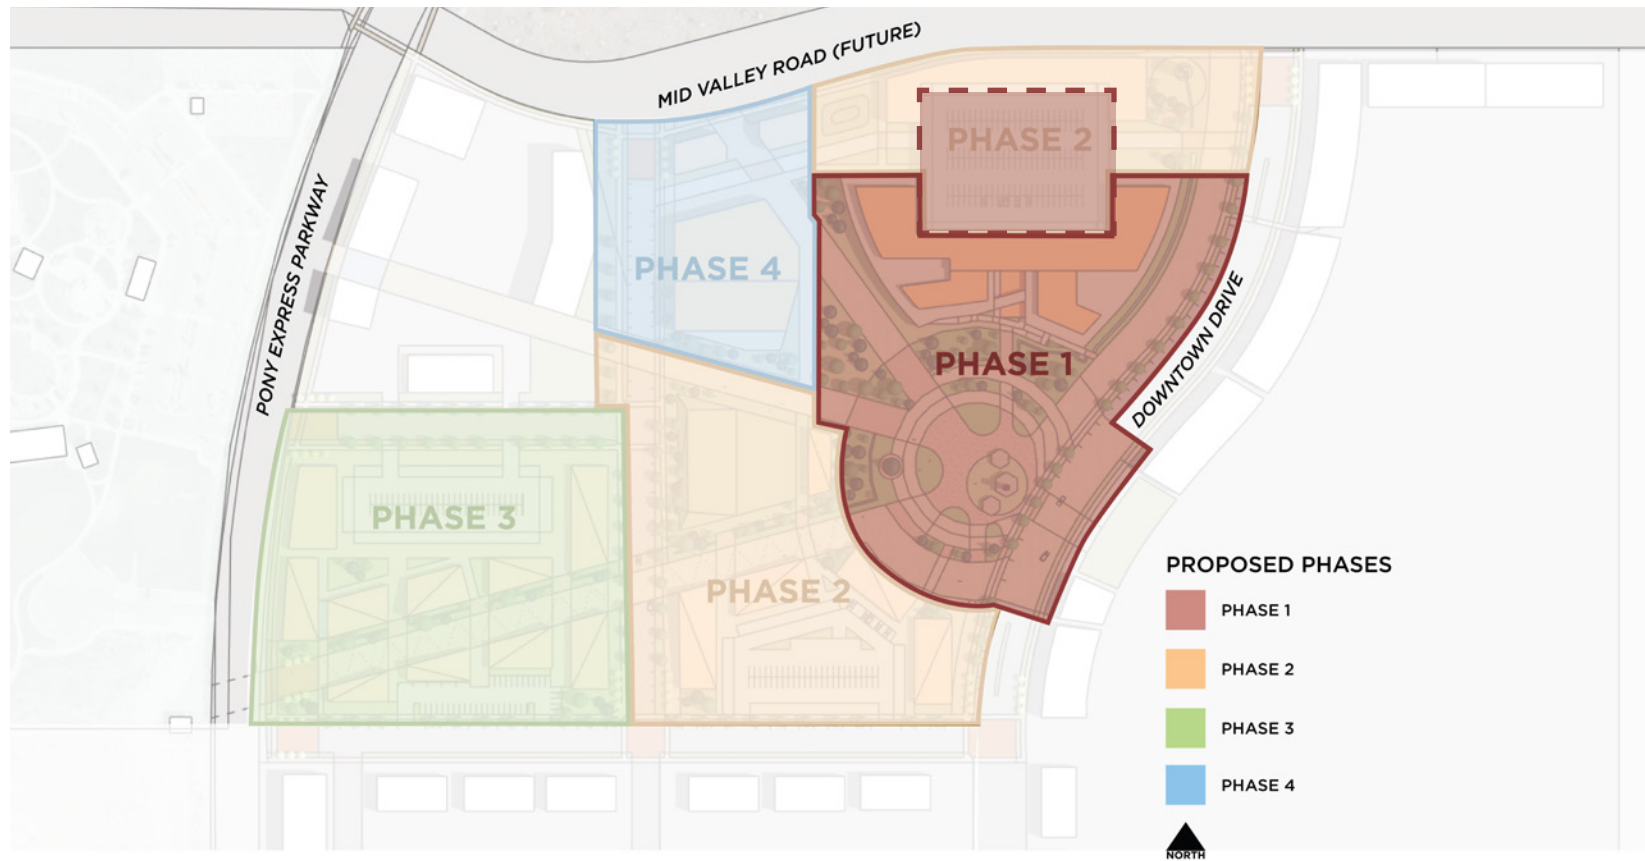 MID VALLEY ROAD (FUTURE)
PHASE 2
PONY EXPRESS PARKWAY
PHASE 4
DOWNTOWN DRIVE
PHASE 1
PHASE 3
PHASE 2
PROPOSED PHASES
PHASE 1
PHASE 2
PHASE 3
PHASE 4
NORTH